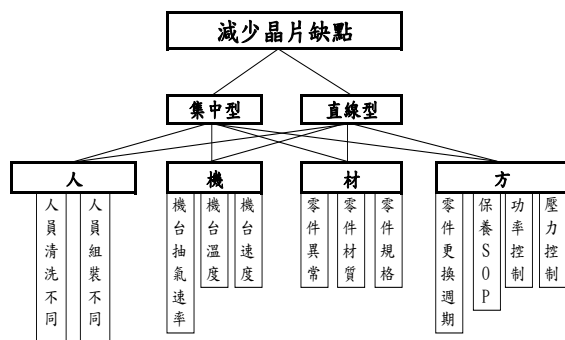 減少晶片缺點
集中型
直線型
人
機
材
方
人員清洗不同
人員組裝不同
機台抽氣速率
機台溫度
機台速度
零件異常
零件材質
零件規格
零件更換週期
保養SOP
功率控制
壓力控制